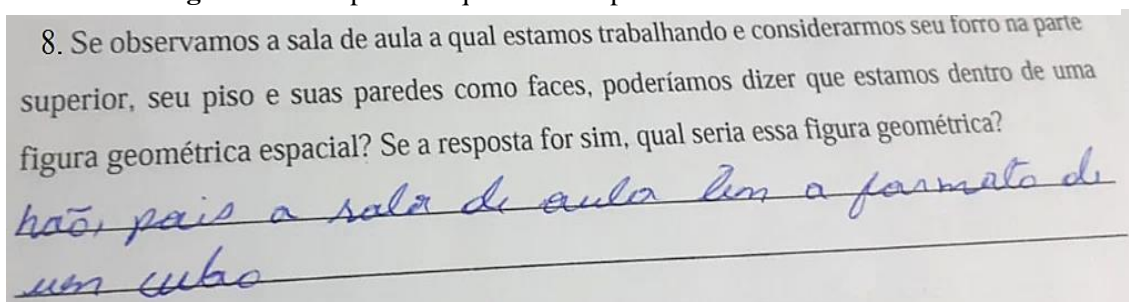 8. Se observamos a sala de aula a qual estamos trabalhando e considerarmos seu forro na parte
superior, seu piso e suas paredes como faces, poderíamos dizer que estamos dentro de uma
figura geométrica espacial? Se a resposta for sim, qual seria essa figura geométrica?
não, pois a sala de aula tem a formato de
um cubo